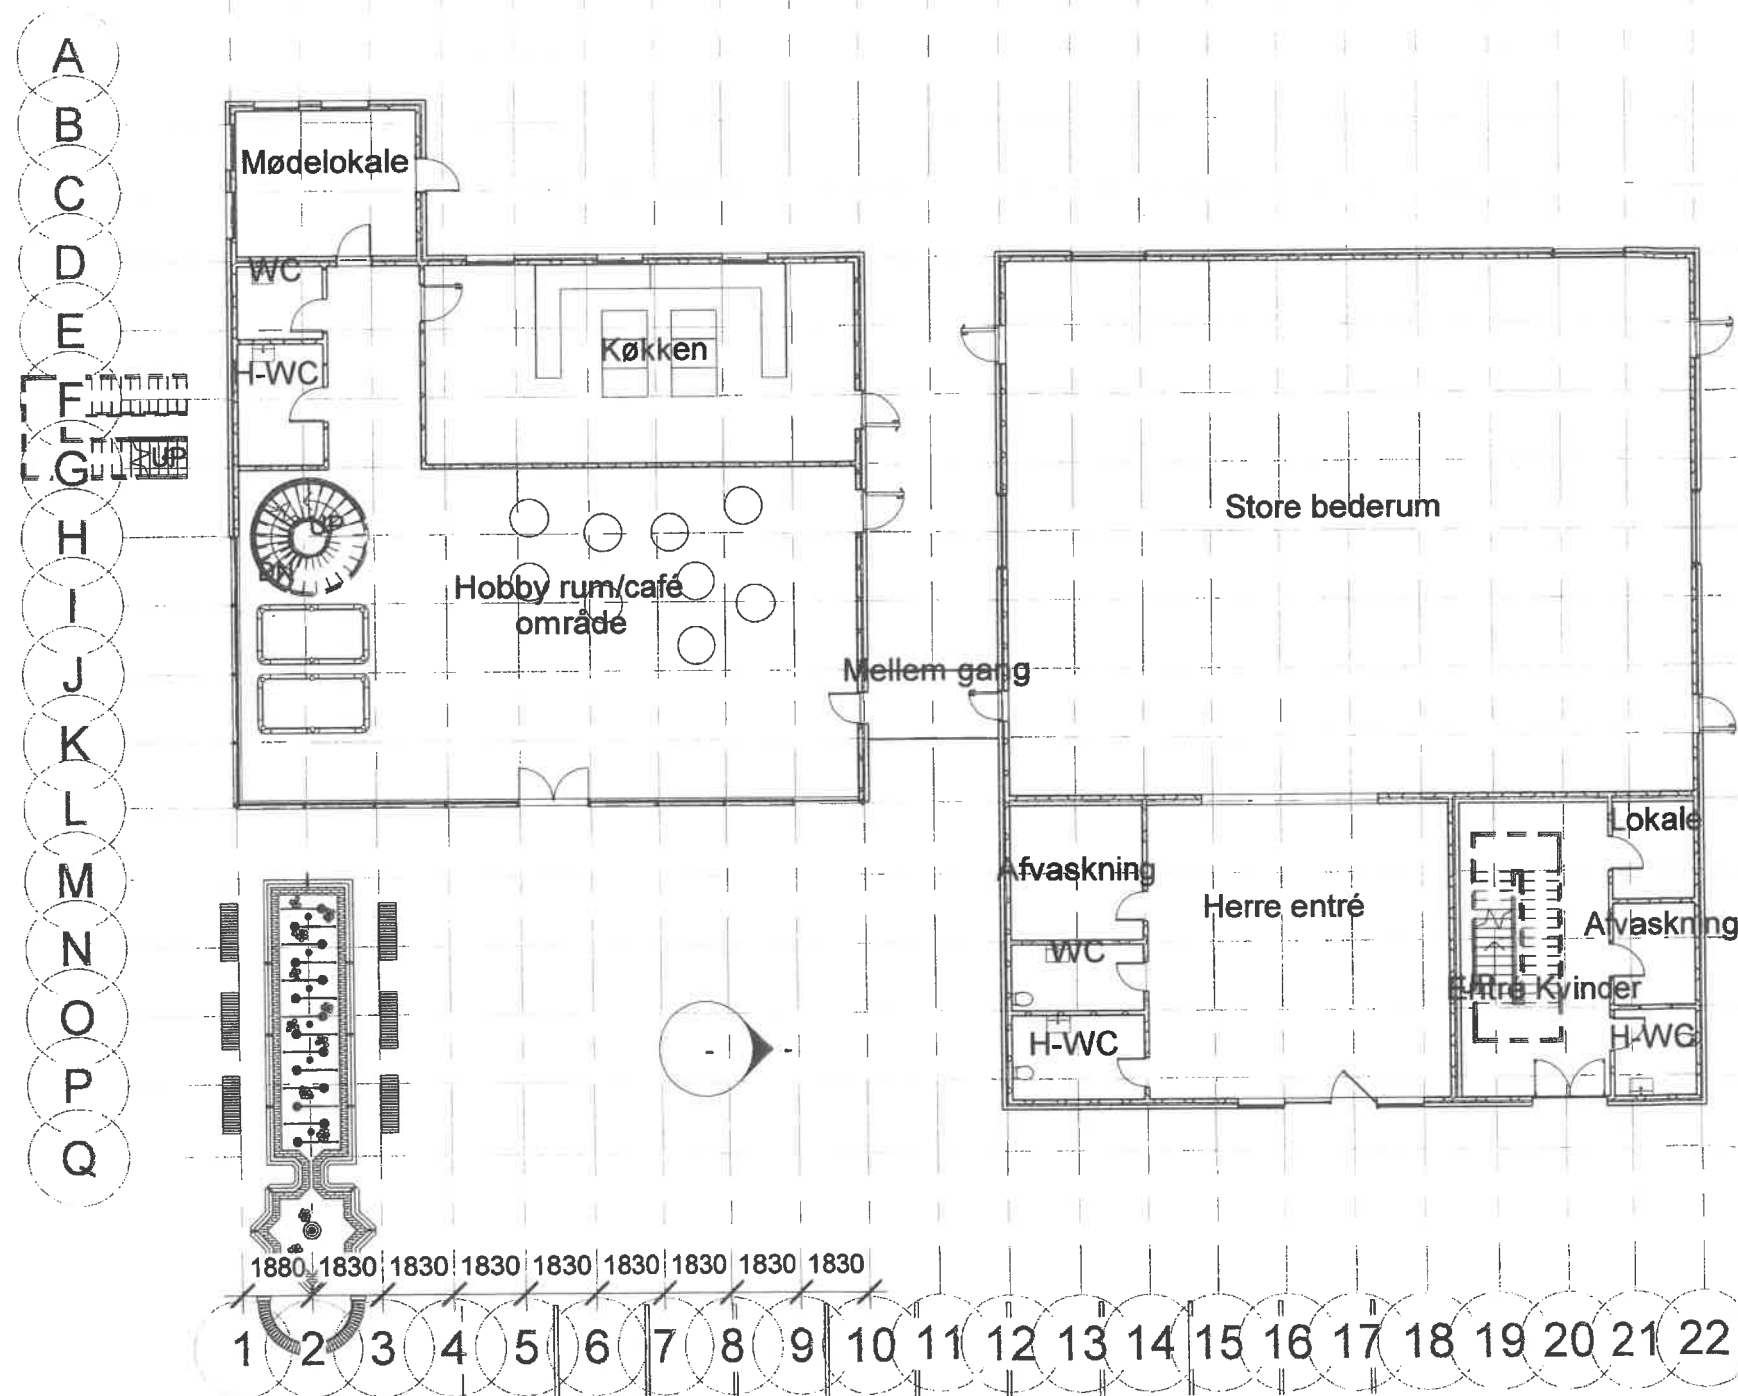 A
B
C
D
E
F
G
H
I
J
K
L
M
N
O
P
Q
UP
Mødelokale
WC
H-WC
Køkken
UP
DN
Hobby rum/café
område
Mellem gang
Store bederum
Afvaskning
WC
H-WC
Herre entré
Lokale
Afvaskning
Entré Kvinder
UP
H-WC
1880 1830 1830 1830 1830 1830 1830 1830 1830
1 2 3 4 5 6 7 8 9 10 11 12 13 14 15 16 17 18 19 20 21 22